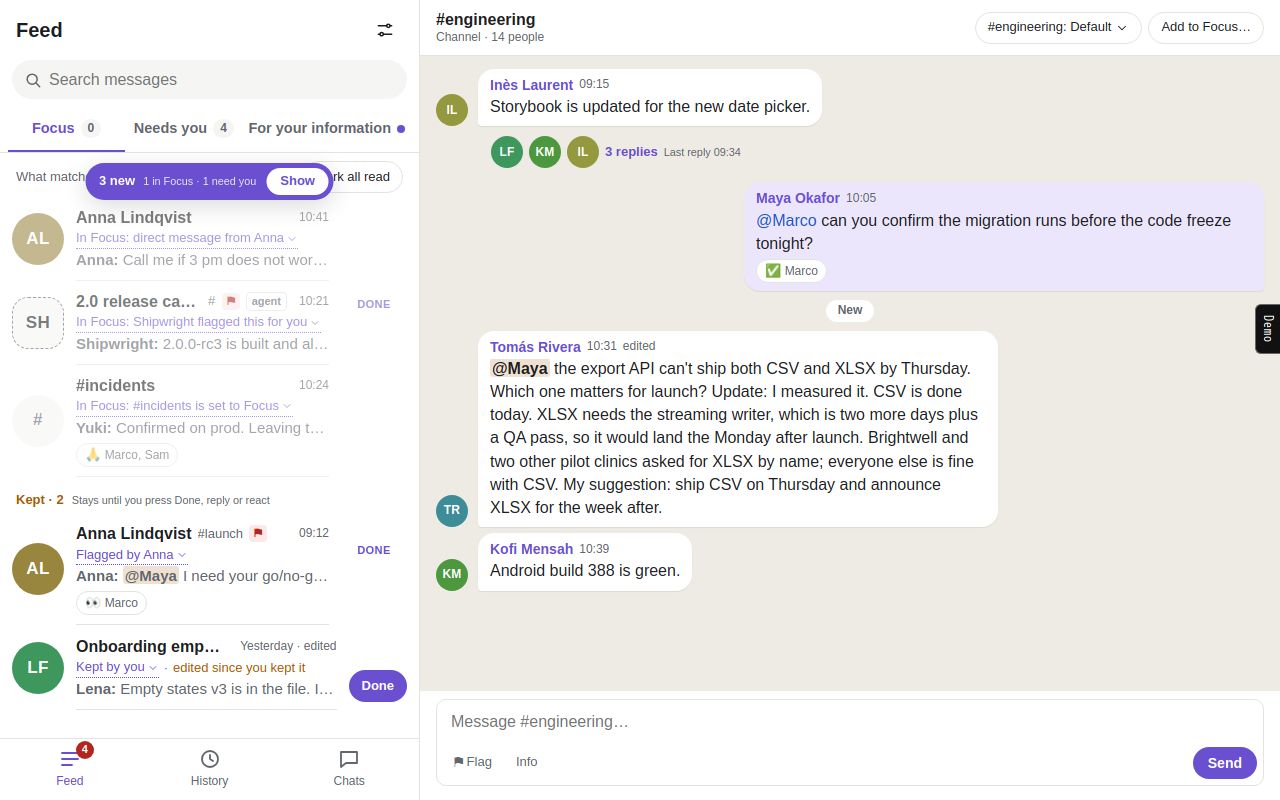 Feed
Search messages
Focus 0
Needs you 4
For your information
What match
rk all read
3 new 1 in Focus · 1 need you Show
Anna Lindqvist 10:41
In Focus: direct message from Anna
Anna: Call me if 3 pm does not wor…
SH
2.0 release ca… # agent 10:21
DONE
In Focus: Shipwright flagged this for you
Shipwright: 2.0.0-rc3 is built and al…
#incidents 10:24
#
In Focus: #incidents is set to Focus
Yuki: Confirmed on prod. Leaving t…
🙏 Marco, Sam
Kept · 2 Stays until you press Done, reply or react
Anna Lindqvist #launch 09:12
AL
Flagged by Anna
DONE
Anna: @Maya I need your go/no-g…
👀 Marco
Onboarding emp… Yesterday · edited
LF
Kept by you · edited since you kept it
Lena: Empty states v3 is in the file. I…
Done
4
Feed
History
Chats
#engineering
Channel · 14 people
#engineering: Default
Add to Focus…
AL
IL
Inès Laurent 09:15
Storybook is updated for the new date picker.
LF KM IL 3 replies Last reply 09:34
Maya Okafor 10:05
@Marco can you confirm the migration runs before the code freeze
tonight?
✅ Marco
New
Tomás Rivera 10:31 edited
@Maya the export API can't ship both CSV and XLSX by Thursday.
Which one matters for launch? Update: I measured it. CSV is done
today. XLSX needs the streaming writer, which is two more days plus
a QA pass, so it would land the Monday after launch. Brightwell and
two other pilot clinics asked for XLSX by name; everyone else is fine
with CSV. My suggestion: ship CSV on Thursday and announce
XLSX for the week after.
TR
Kofi Mensah 10:39
KM
Android build 388 is green.
Demo
Message #engineering…
Flag
Info
Send